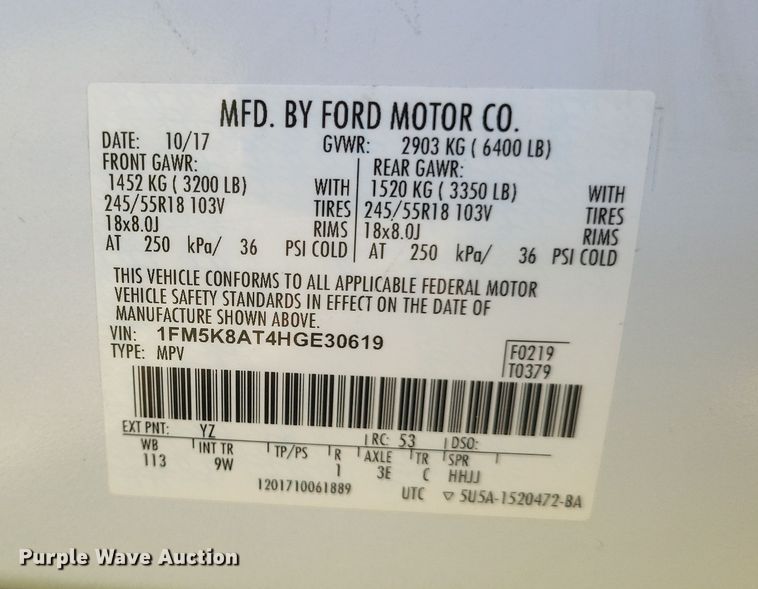 MFD. BY FORD MOTOR CO.
DATE: 10/17 GVWR: 2903 KG ( 6400 LB)
FRONT GAWR: REAR GAWR:
1452 KG ( 3200 LB) WITH 1520 KG ( 3350 LB) WITH
245/55R18 103V TIRES 245/55R18 103V TIRES
18x8.0J RIMS 18x8.0J RIMS
AT 250 kPa/ 36 PSI COLD AT 250 kPa/ 36 PSI COLD
THIS VEHICLE CONFORMS TO ALL APPLICABLE FEDERAL MOTOR
VEHICLE SAFETY STANDARDS IN EFFECT ON THE DATE OF
MANUFACTURE SHOWN ABOVE.
VIN: 1FM5K8AT4HGE30619
TYPE: MPV F0219
T0379
EXT PNT: YZ RC: 53 DSO:
WB INT TR TP/PS R AXLE TR SPR
113 9W 1 3E C HHJJ
1201710061889 UTC ▽ 5U5A-1520472-BA
Purple Wave Auction